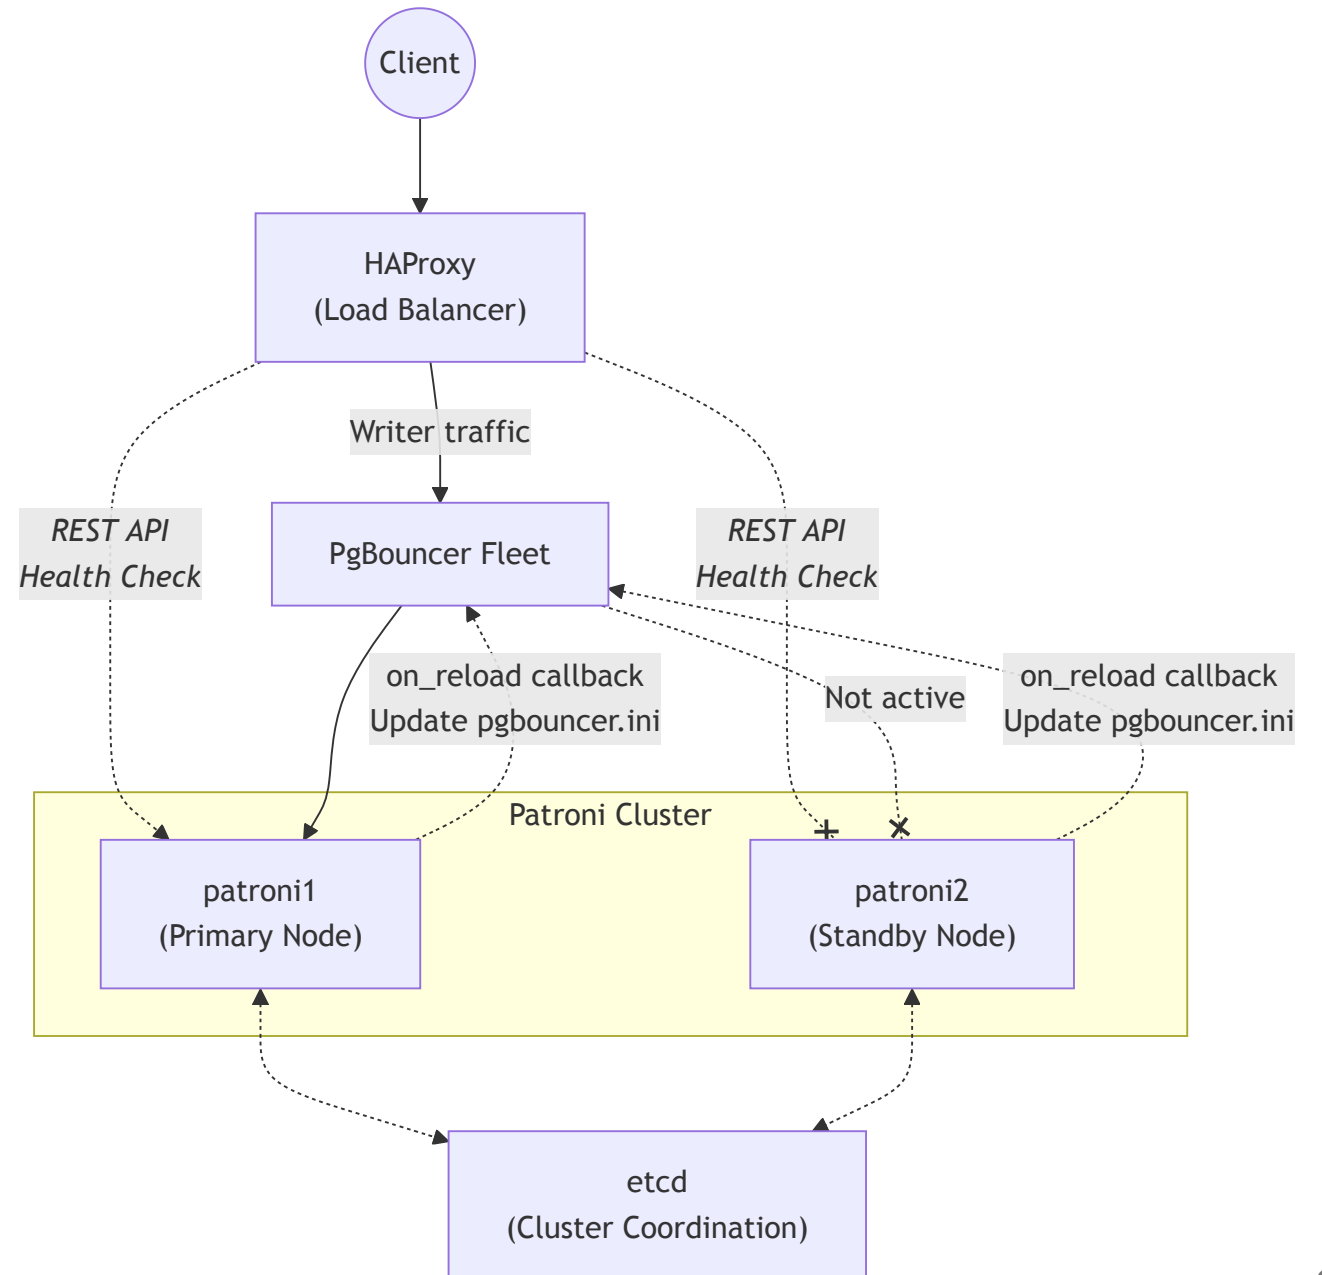 Client
HAProxy
(Load Balancer)
Writer traffic
REST API
Health Check
REST API
Health Check
PgBouncer Fleet
on_reload callback
Update pgbouncer.ini
Not active
on_reload callback
Update pgbouncer.ini
Patroni Cluster
patroni1
(Primary Node)
patroni2
(Standby Node)
etcd
(Cluster Coordination)